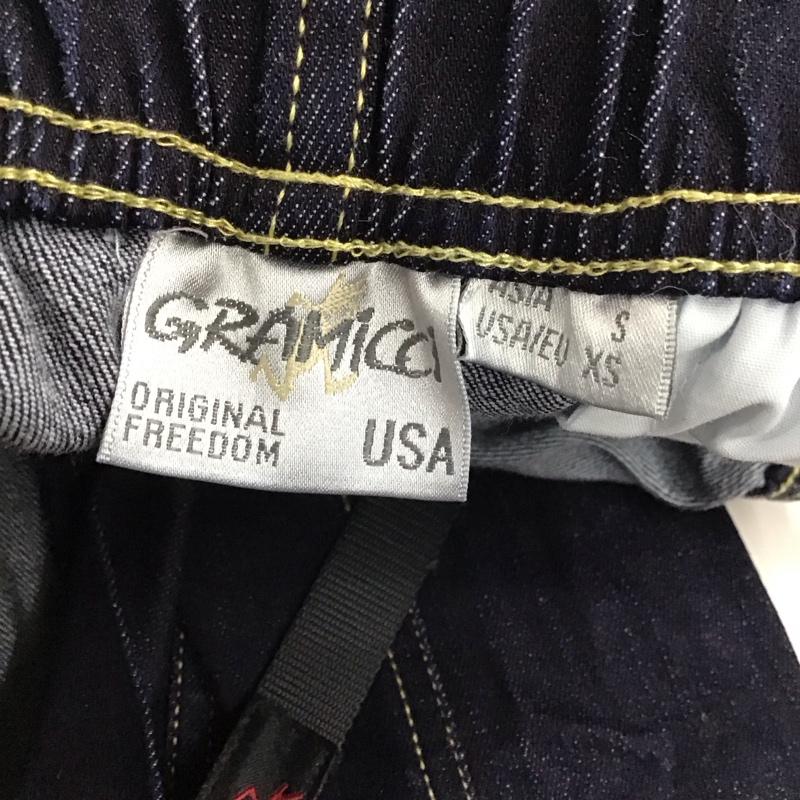 GRAMICCI
ORIGINAL
FREEDOM
USA
ASIA S
USA/EU XS